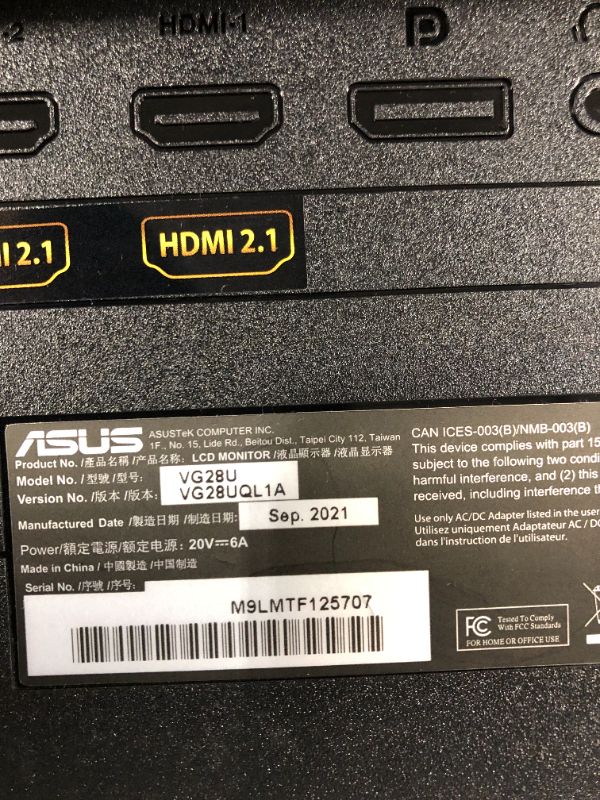 -2 HDMI-1
HDMI 2.1
HDMI 2.1
ASUS
ASUSTeK COMPUTER INC.
1F., No. 15, Lide Rd., Beitou Dist., Taipei City 112, Taiwan
Product No. /產品名稱 /产品名称: LCD MONITOR /液晶顯示器 /液晶显示器
Model No. / 型號/ 型号: VG28U
Version No. /版本 / 版本: VG28UQL1A
Manufactured Date /製造日期 /制造日期: Sep. 2021
Power/額定電源/额定电源: 20V⎓6A
Made in China / 中國製造 /中国制造
Serial No. /序號 /序号:
M9LMTF125707
CAN ICES-003(B)/NMB-003(B)
This device complies with part 15
subject to the following two condi
harmful interference, and (2) this
received, including interference th
Use only AC/DC Adapter listed in the user
Utilisez uniquement Adaptateur AC / DC
dans l'instruction de l'utilisateur.
FC Tested To Comply
With FCC Standards
FOR HOME OR OFFICE USE